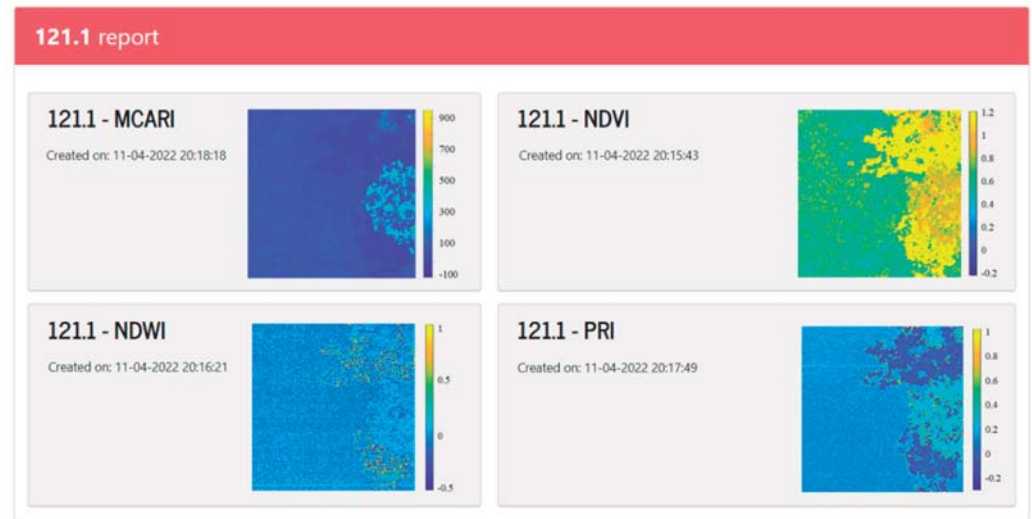 121.1 report
121.1 - MCARI
Created on: 11-04-2022 20:18:18
900
700
500
300
100
-100
121.1 - NDVI
Created on: 11-04-2022 20:15:43
1.2
1
0.8
0.6
0.4
0.2
0
-0.2
121.1 - NDWI
Created on: 11-04-2022 20:16:21
1
0.5
0
-0.5
121.1 - PRI
Created on: 11-04-2022 20:17:49
1
0.8
0.6
0.4
0.2
0
-0.2